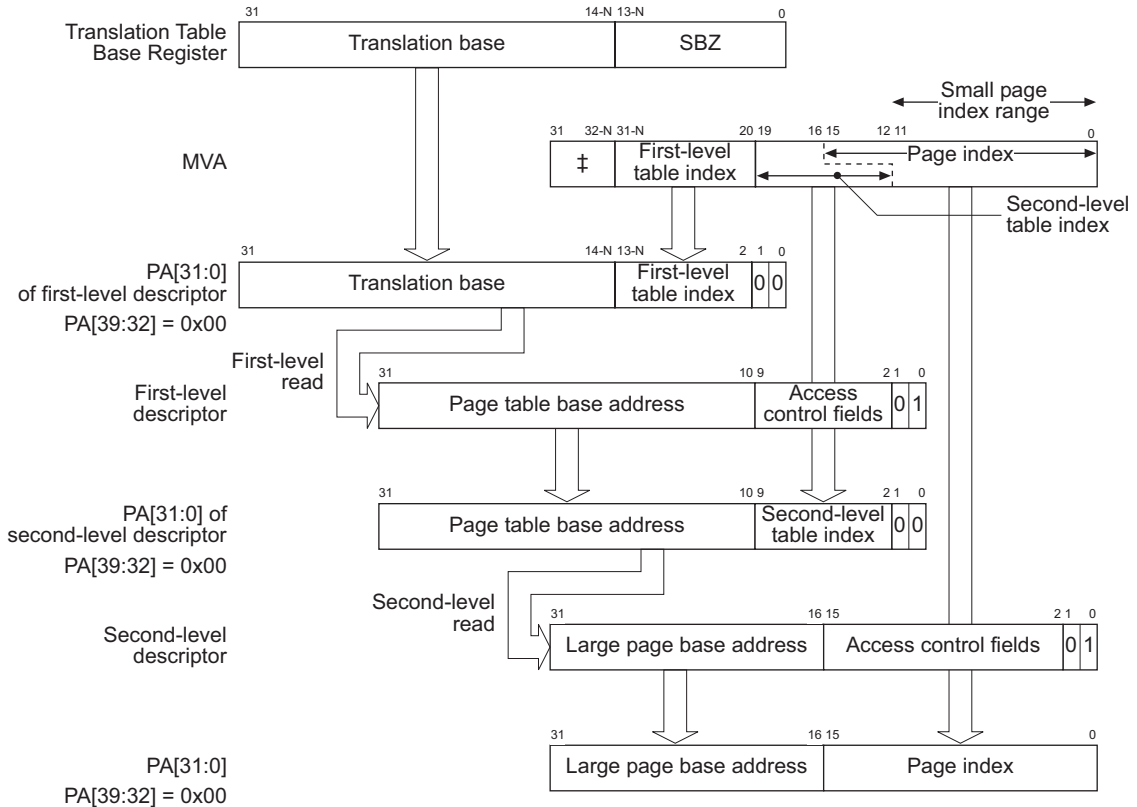 31 14-N 13-N 0
Translation Table
Base Register
Translation base SBZ
Small page
index range
31 32-N 31-N 20 19 16 15 12 11 0
MVA
‡
First-level
table index
Page index
Second-level
table index
31 14-N 13-N 2 1 0
PA[31:0]
of first-level descriptor
PA[39:32] = 0x00
Translation base
First-level
table index
0 0
First-level
read
31 10 9 2 1 0
First-level
descriptor
Page table base address
Access
control fields
0 1
31 10 9 2 1 0
PA[31:0] of
second-level descriptor
PA[39:32] = 0x00
Page table base address
Second-level
table index
0 0
Second-level
read
31 16 15 2 1 0
Second-level
descriptor
Large page base address Access control fields 0 1
31 16 15 0
PA[31:0]
PA[39:32] = 0x00
Large page base address Page index